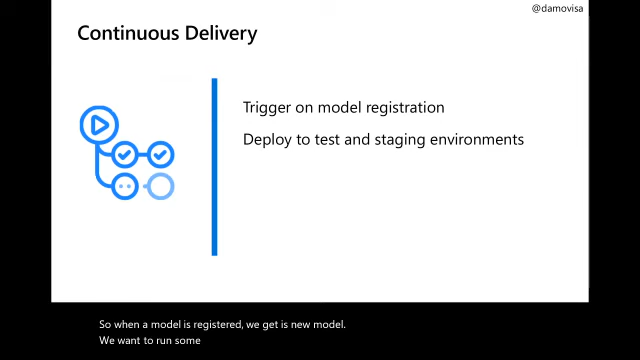 @damovisa
Continuous Delivery
Trigger on model registration
Deploy to test and staging environments
So when a model is registered, we get is new model.
We want to run some